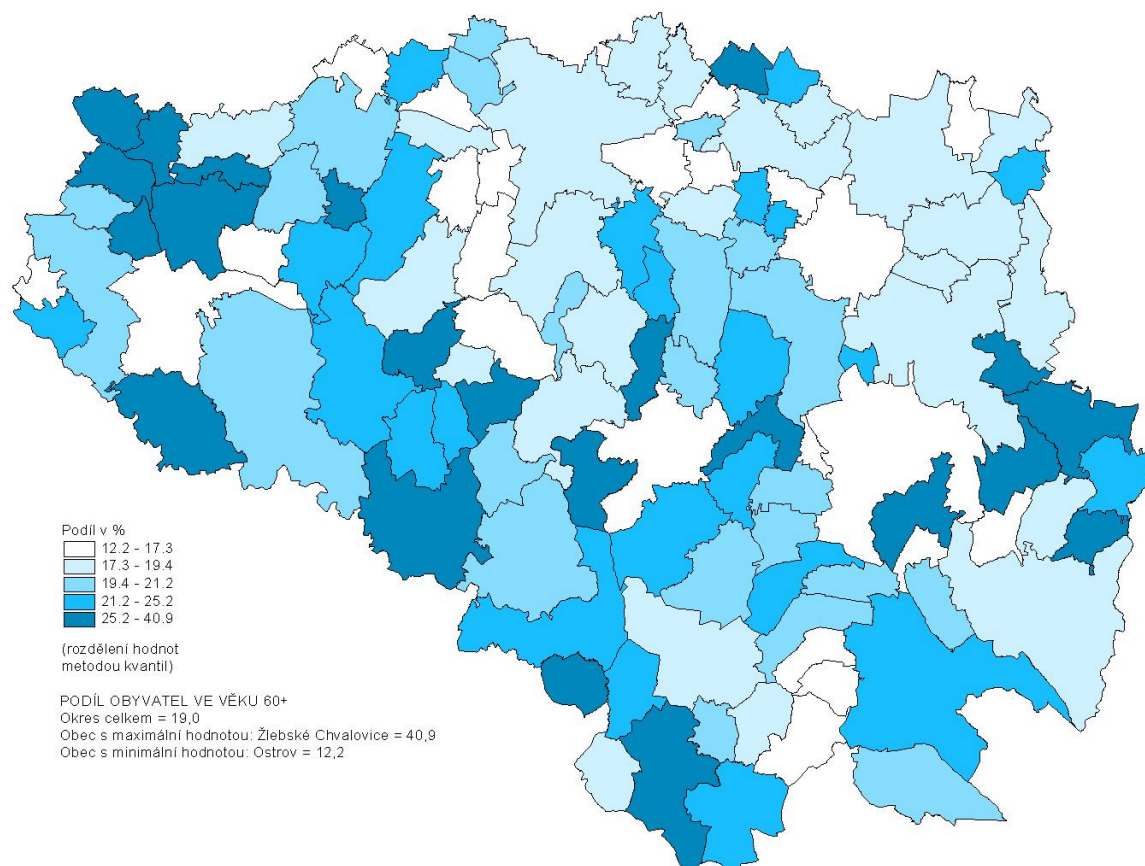 Podíl v %
12.2 - 17.3
17.3 - 19.4
19.4 - 21.2
21.2 - 25.2
25.2 - 40.9
(rozdělení hodnot
metodou kvantil)
PODÍL OBYVATEL VE VĚKU 60+
Okres celkem = 19,0
Obec s maximální hodnotou: Žlebské Chvalovice = 40,9
Obec s minimální hodnotou: Ostrov = 12,2